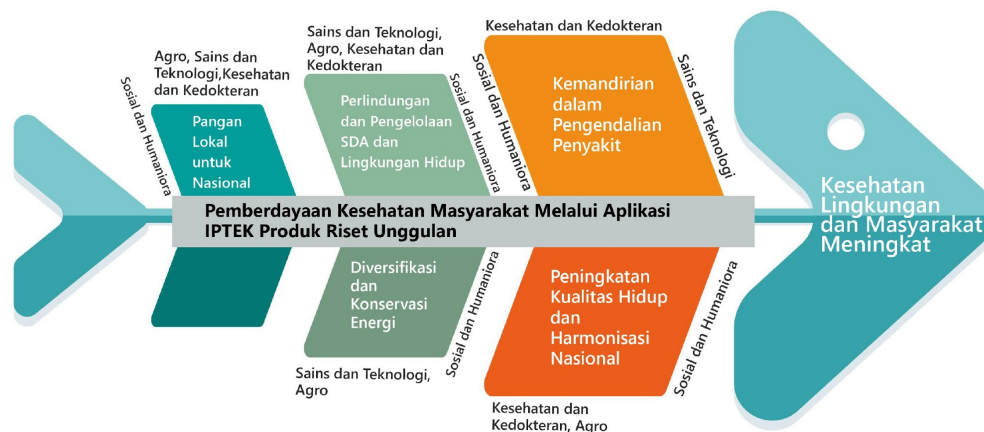 Agro, Sains dan
Teknologi,Kesehatan
dan Kedokteran
Sosial dan Humaniora
Pangan
Lokal
untuk
Nasional
Sains dan Teknologi,
Agro, Kesehatan dan
Kedokteran
Perlindungan
dan Pengelolaan
SDA dan
Lingkungan Hidup
Sosial dan Humaniora
Kesehatan dan Kedokteran
Sosial dan Humaniora
Kemandirian
dalam
Pengendalian
Penyakit
Sains dan Teknologi
Pemberdayaan Kesehatan Masyarakat Melalui Aplikasi
IPTEK Produk Riset Unggulan
Kesehatan
Lingkungan
dan Masyarakat
Meningkat
Diversifikasi
dan
Konservasi
Energi
Sosial dan Humaniora
Sains dan Teknologi,
Agro
Peningkatan
Kualitas Hidup
dan
Harmonisasi
Nasional
Sosial dan Humaniora
Kesehatan dan
Kedokteran, Agro